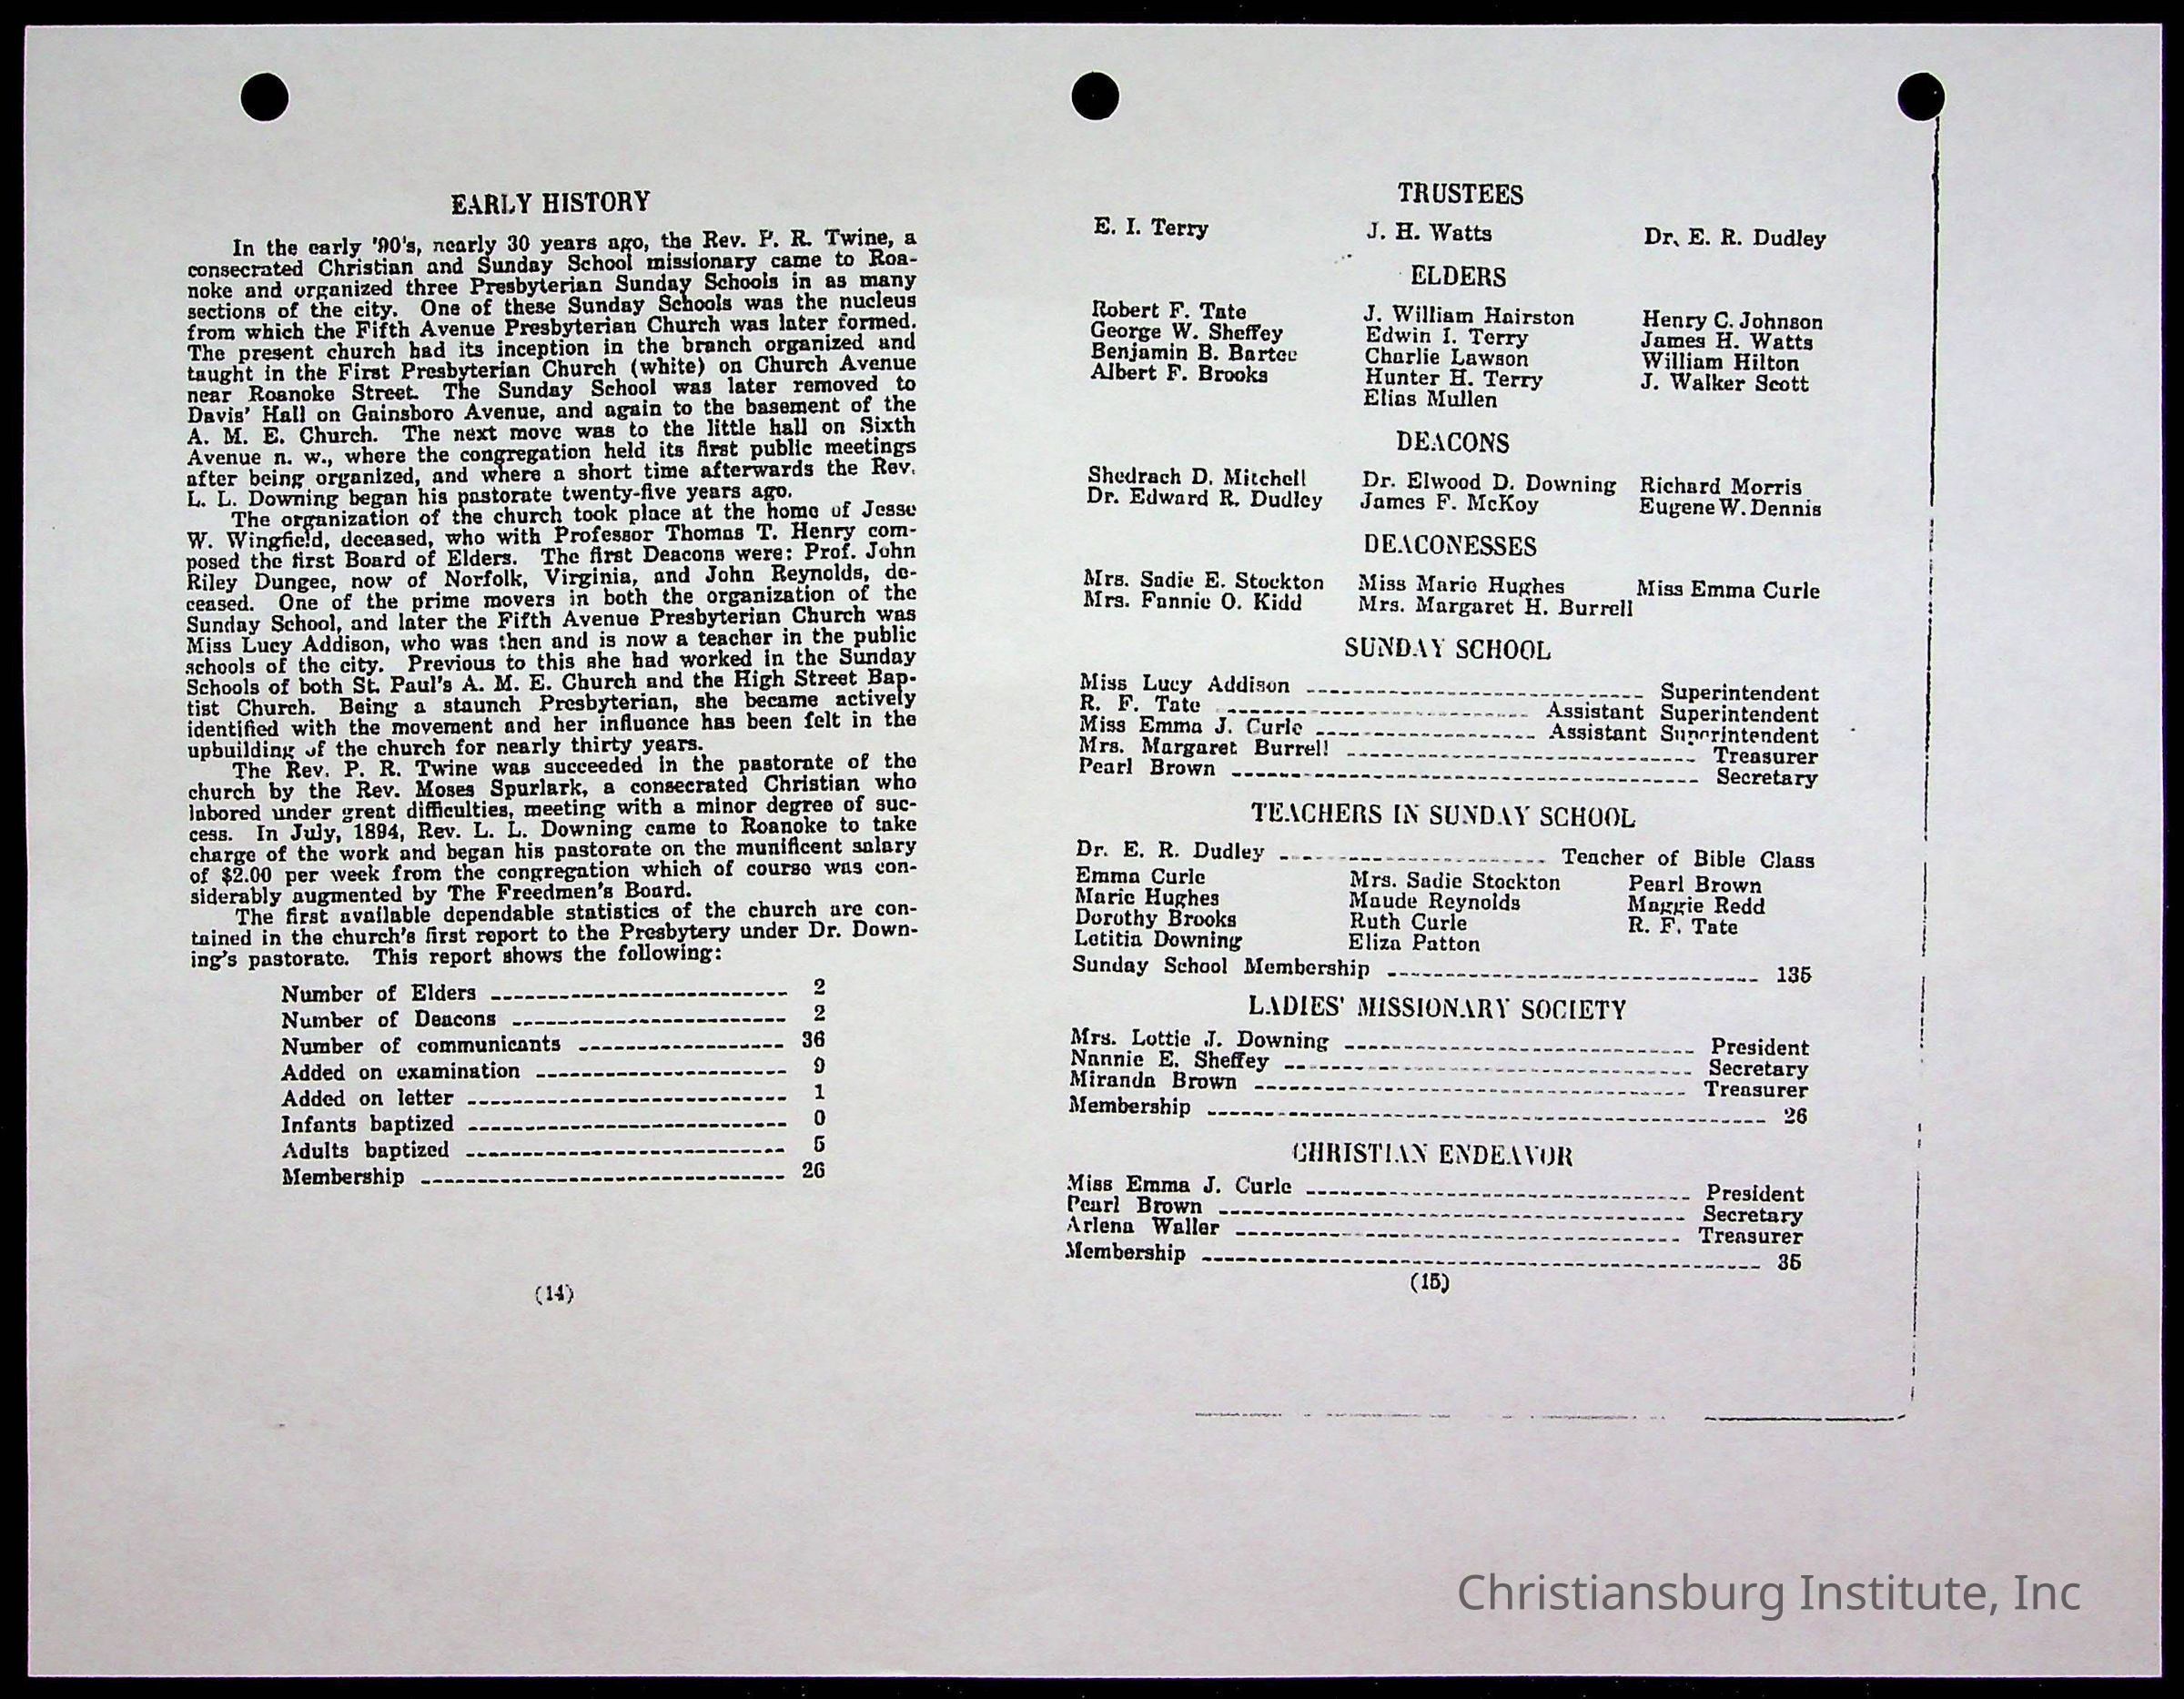 EARLY HISTORY
In the early '90's, nearly 30 years ago, the Rev. P. R. Twine, a
consecrated Christian and Sunday School missionary came to Roa-
noke and organized three Presbyterian Sunday Schools in as many
sections of the city. One of these Sunday Schools was the nucleus
from which the Fifth Avenue Presbyterian Church was later formed.
The present church had its inception in the branch organized and
taught in the First Presbyterian Church (white) on Church Avenue
near Roanoke Street. The Sunday School was later removed to
Davis' Hall on Gainsboro Avenue, and again to the basement of the
A. M. E. Church. The next move was to the little hall on Sixth
Avenue n. w., where the congregation held its first public meetings
after being organized, and where a short time afterwards the Rev.
L. L. Downing began his pastorate twenty-five years ago.
The organization of the church took place at the home of Jesse
W. Wingfield, deceased, who with Professor Thomas T. Henry com-
posed the first Board of Elders. The first Deacons were: Prof. John
Riley Dungee, now of Norfolk, Virginia, and John Reynolds, de-
ceased. One of the prime movers in both the organization of the
Sunday School, and later the Fifth Avenue Presbyterian Church was
Miss Lucy Addison, who was then and is now a teacher in the public
schools of the city. Previous to this she had worked in the Sunday
Schools of both St. Paul's A. M. E. Church and the High Street Bap-
tist Church. Being a staunch Presbyterian, she became actively
identified with the movement and her influence has been felt in the
upbuilding of the church for nearly thirty years.
The Rev. P. R. Twine was succeeded in the pastorate of the
church by the Rev. Moses Spurlark, a consecrated Christian who
labored under great difficulties, meeting with a minor degree of suc-
cess. In July, 1894, Rev. L. L. Downing came to Roanoke to take
charge of the work and began his pastorate on the munificent salary
of $2.00 per week from the congregation which of course was con-
siderably augmented by The Freedmen's Board.
The first available dependable statistics of the church are con-
tained in the church's first report to the Presbytery under Dr. Down-
ing's pastorate. This report shows the following:
Number of Elders --------------------------- 2
Number of Deacons ------------------------- 2
Number of communicants ------------------- 36
Added on examination ----------------------- 9
Added on letter ----------------------------- 1
Infants baptized ----------------------------- 0
Adults baptized ----------------------------- 5
Membership --------------------------------- 26
(14)
TRUSTEES
E. I. Terry J. H. Watts Dr. E. R. Dudley
ELDERS
Robert F. Tate J. William Hairston Henry C. Johnson
George W. Sheffey Edwin I. Terry James H. Watts
Benjamin B. Bartee Charlie Lawson William Hilton
Albert F. Brooks Hunter H. Terry J. Walker Scott
Elias Mullen
DEACONS
Shedrach D. Mitchell Dr. Elwood D. Downing Richard Morris
Dr. Edward R. Dudley James F. McKoy Eugene W. Dennis
DEACONESSES
Mrs. Sadie E. Stockton Miss Marie Hughes Miss Emma Curle
Mrs. Fannie O. Kidd Mrs. Margaret H. Burrell
SUNDAY SCHOOL
Miss Lucy Addison ------------------------------ Superintendent
R. F. Tate --------------------------- Assistant Superintendent
Miss Emma J. Curle ------------------- Assistant Superintendent
Mrs. Margaret Burrell ------------------------------- Treasurer
Pearl Brown ----------------------------------------- Secretary
TEACHERS IN SUNDAY SCHOOL
Dr. E. R. Dudley ----------------------- Teacher of Bible Class
Emma Curle Mrs. Sadie Stockton Pearl Brown
Marie Hughes Maude Reynolds Maggie Redd
Dorothy Brooks Ruth Curle R. F. Tate
Letitia Downing Eliza Patton
Sunday School Membership --------------------------------- 135
LADIES' MISSIONARY SOCIETY
Mrs. Lottie J. Downing ------------------------------- President
Nannie E. Sheffey ------------------------------------ Secretary
Miranda Brown --------------------------------------- Treasurer
Membership -------------------------------------------------- 26
CHRISTIAN ENDEAVOR
Miss Emma J. Curle ---------------------------------- President
Pearl Brown ----------------------------------------- Secretary
Arlena Waller --------------------------------------- Treasurer
Membership -------------------------------------------------- 35
(15)
Christiansburg Institute, Inc